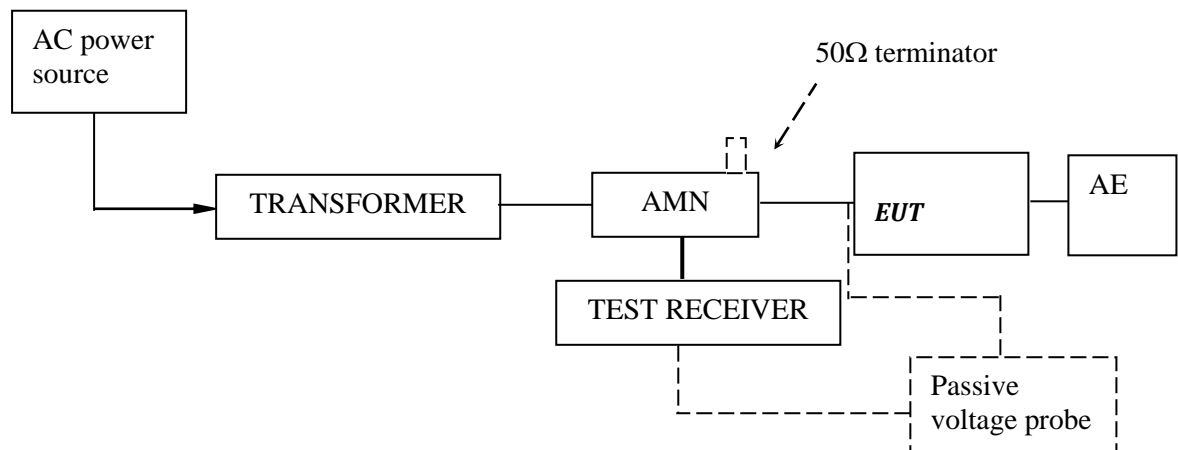 AC power
source
50Ω terminator
TRANSFORMER
AMN
EUT
AE
TEST RECEIVER
Passive
voltage probe